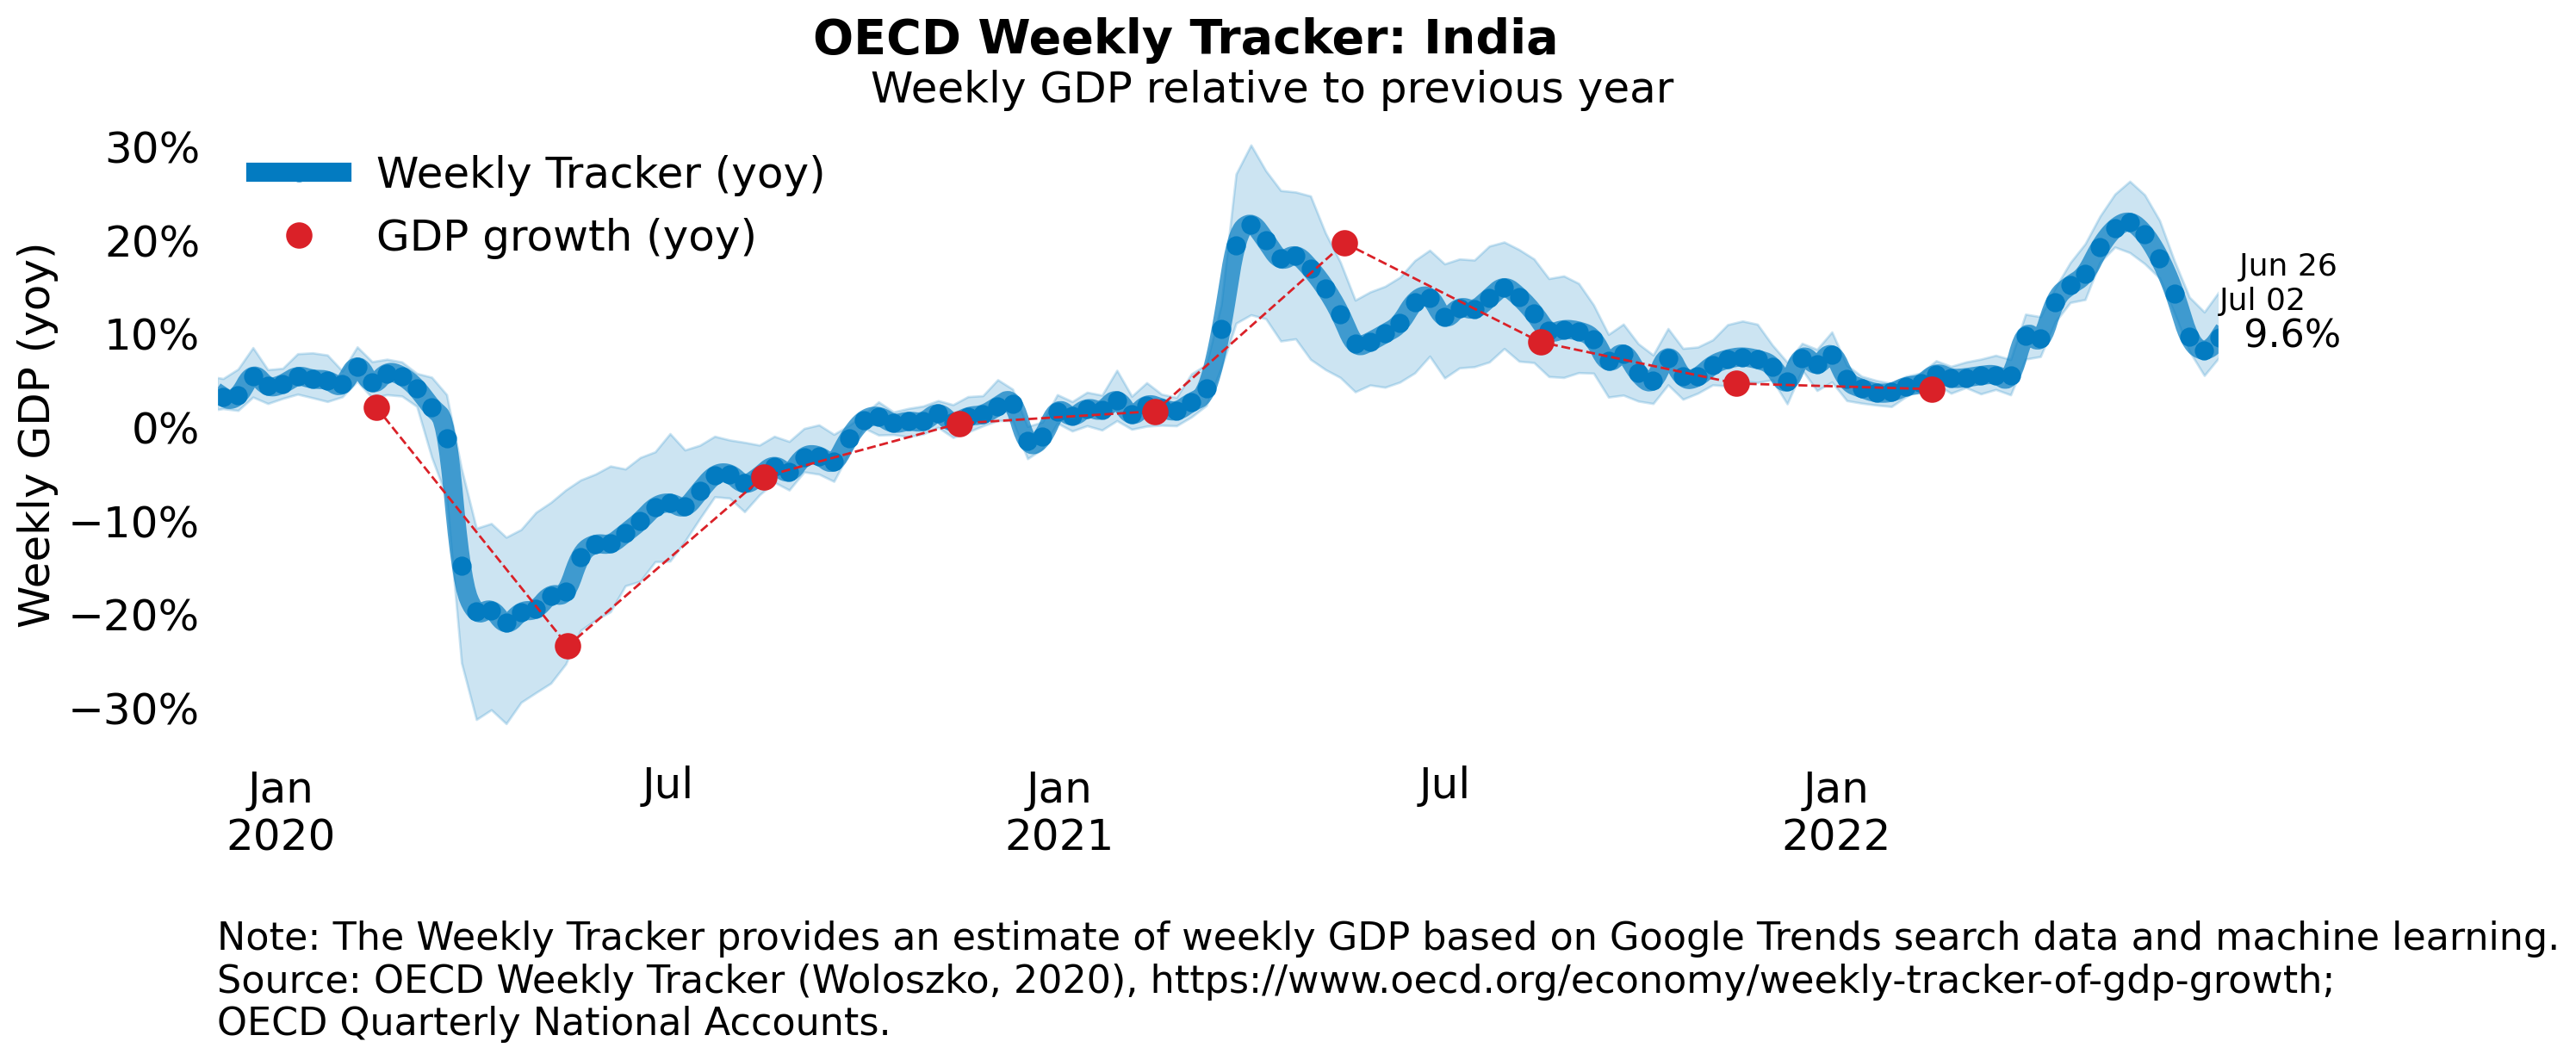 OECD Weekly Tracker: India
Weekly GDP relative to previous year
Weekly GDP (yoy)
30%
20%
10%
0%
−10%
−20%
−30%
Weekly Tracker (yoy)
GDP growth (yoy)
Jun 26
Jul 02
9.6%
Jan
2020
Jul
Jan
2021
Jul
Jan
2022
Note: The Weekly Tracker provides an estimate of weekly GDP based on Google Trends search data and machine learning.
Source: OECD Weekly Tracker (Woloszko, 2020), https://www.oecd.org/economy/weekly-tracker-of-gdp-growth;
OECD Quarterly National Accounts.